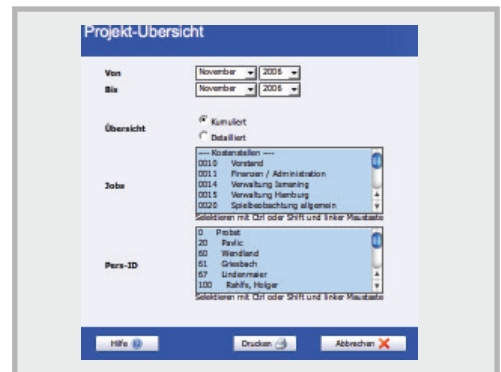 Projekt-Übersicht
Von November 2006
Bis November 2006
Übersicht
Kumuliert
Detailliert
Jobs
---- Kostenstellen ----
0010 Vorstand
0011 Finanzen / Administration
0014 Verwaltung Ismaning
0015 Verwaltung Hamburg
0020 Spielbeobachtung allgemein
Selektieren mit Ctrl oder Shift und linker Maustaste
Pers-ID
0 Probst
20 Pavlic
60 Wendland
61 Griesbach
67 Lindenmaier
100 Rahlfs, Holger
Selektieren mit Ctrl oder Shift und linker Maustaste
Hilfe Drucken Abbrechen